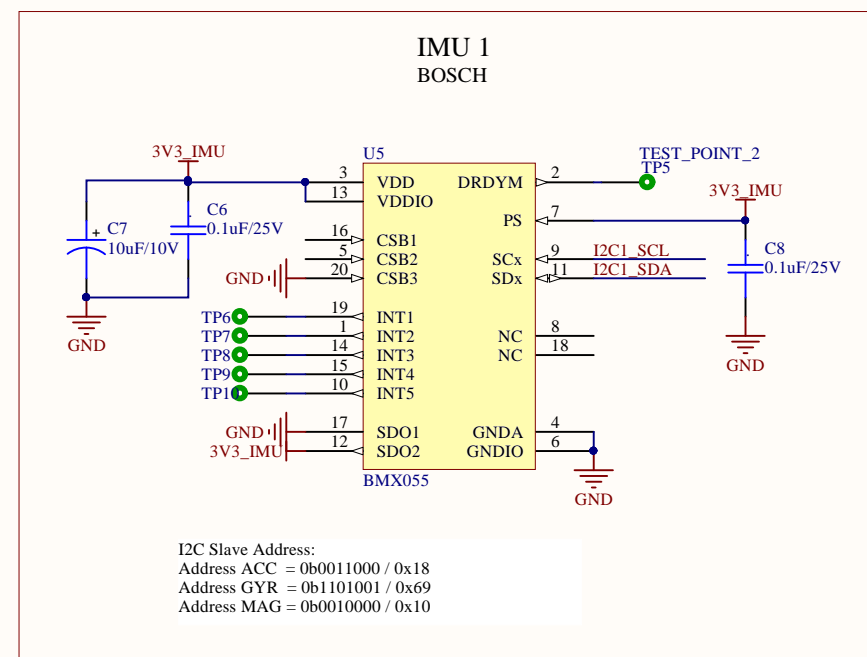 IMU 1
BOSCH
3V3_IMU
C7
10uF/10V
C6
0.1uF/25V
GND
U5
3 VDD
13 VDDIO
16 CSB1
5 CSB2
GND 20 CSB3
TP6 19 INT1
TP7 1 INT2
TP8 14 INT3
TP9 15 INT4
TP10 10 INT5
GND 17 SDO1
3V3_IMU 12 SDO2
BMX055
DRDYM 2
TEST_POINT_2
TP5
PS 7
3V3_IMU
SCx 9 I2C1_SCL
SDx 11 I2C1_SDA
C8
0.1uF/25V
GND
NC 8
NC 18
GNDA 4
GNDIO 6
GND
I2C Slave Address:
Address ACC = 0b0011000 / 0x18
Address GYR = 0b1101001 / 0x69
Address MAG = 0b0010000 / 0x10